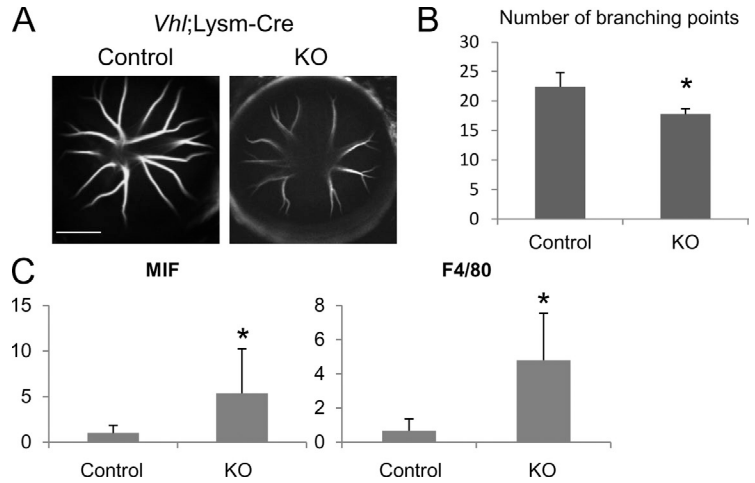 A
Vhl;Lysm-Cre
Control
KO
B
Number of branching points
30
25
20
15
10
5
0
*
Control
KO
C
MIF
15
10
5
0
*
Control
KO
F4/80
8
6
4
2
0
*
Control
KO